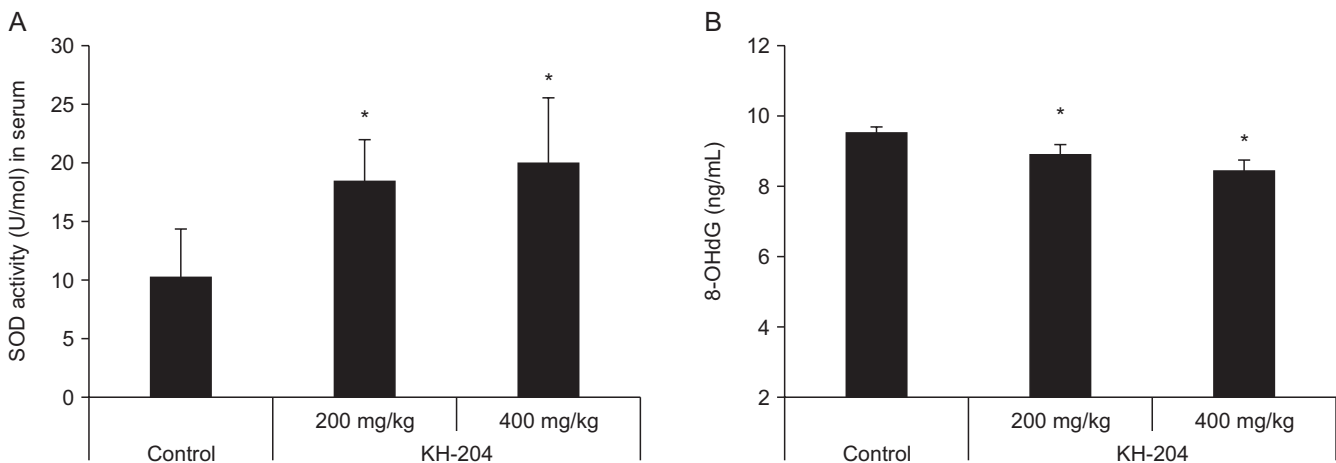 A
SOD activity (U/mol) in serum
30
25
20
15
10
5
0
*
*
200 mg/kg
400 mg/kg
Control
KH-204
B
8-OHdG (ng/mL)
12
10
8
6
4
2
*
*
200 mg/kg
400 mg/kg
Control
KH-204